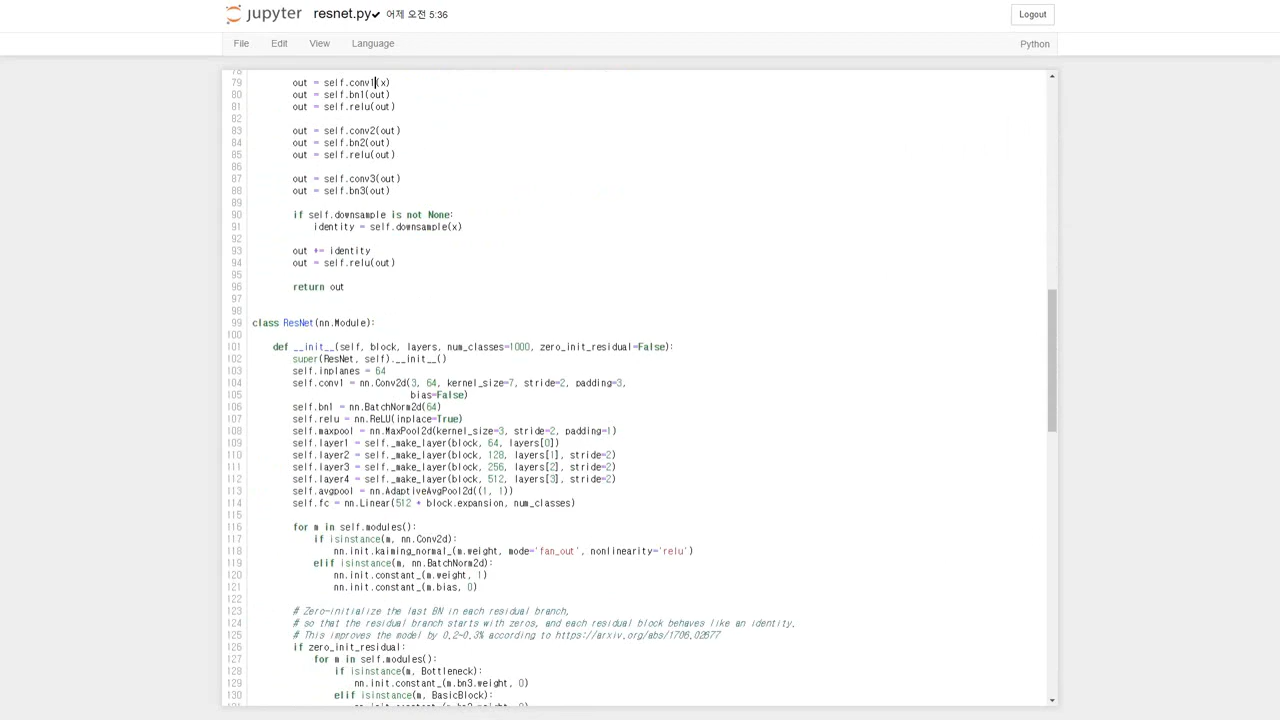 jupyter resnet.py✔ 어제 오전 5:36 Logout
File Edit View Language Python
78
79 out = self.conv1(x)
80 out = self.bn1(out)
81 out = self.relu(out)
82
83 out = self.conv2(out)
84 out = self.bn2(out)
85 out = self.relu(out)
86
87 out = self.conv3(out)
88 out = self.bn3(out)
89
90 if self.downsample is not None:
91 identity = self.downsample(x)
92
93 out += identity
94 out = self.relu(out)
95
96 return out
97
98
99 class ResNet(nn.Module):
100
101 def __init__(self, block, layers, num_classes=1000, zero_init_residual=False):
102 super(ResNet, self).__init__()
103 self.inplanes = 64
104 self.conv1 = nn.Conv2d(3, 64, kernel_size=7, stride=2, padding=3,
105 bias=False)
106 self.bn1 = nn.BatchNorm2d(64)
107 self.relu = nn.ReLU(inplace=True)
108 self.maxpool = nn.MaxPool2d(kernel_size=3, stride=2, padding=1)
109 self.layer1 = self._make_layer(block, 64, layers[0])
110 self.layer2 = self._make_layer(block, 128, layers[1], stride=2)
111 self.layer3 = self._make_layer(block, 256, layers[2], stride=2)
112 self.layer4 = self._make_layer(block, 512, layers[3], stride=2)
113 self.avgpool = nn.AdaptiveAvgPool2d((1, 1))
114 self.fc = nn.Linear(512 * block.expansion, num_classes)
115
116 for m in self.modules():
117 if isinstance(m, nn.Conv2d):
118 nn.init.kaiming_normal_(m.weight, mode='fan_out', nonlinearity='relu')
119 elif isinstance(m, nn.BatchNorm2d):
120 nn.init.constant_(m.weight, 1)
121 nn.init.constant_(m.bias, 0)
122
123 # Zero-initialize the last BN in each residual branch,
124 # so that the residual branch starts with zeros, and each residual block behaves like an identity.
125 # This improves the model by 0.2~0.3% according to https://arxiv.org/abs/1706.02677
126 if zero_init_residual:
127 for m in self.modules():
128 if isinstance(m, Bottleneck):
129 nn.init.constant_(m.bn3.weight, 0)
130 elif isinstance(m, BasicBlock):